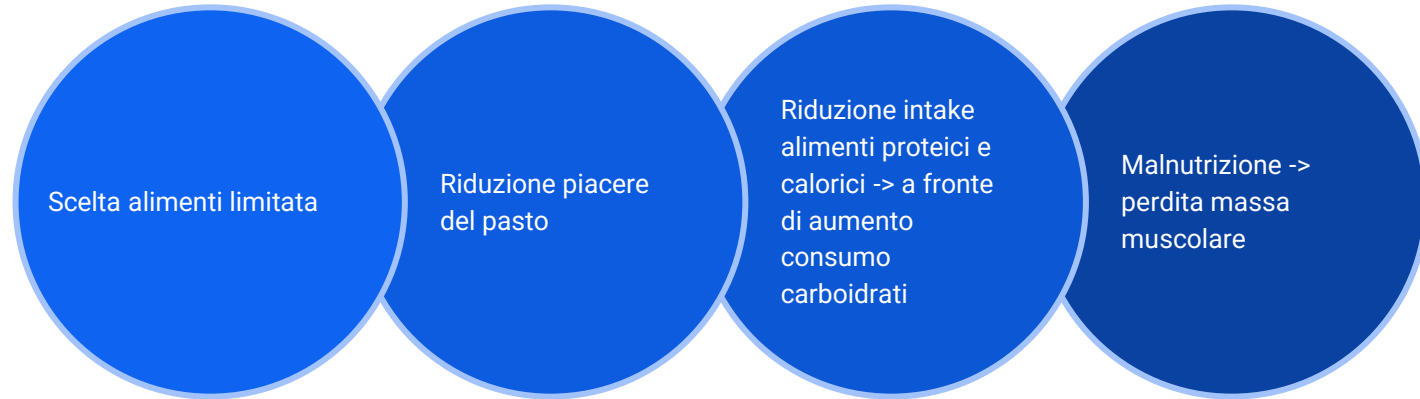 Scelta alimenti limitata
Riduzione piacere
del pasto
Riduzione intake
alimenti proteici e
calorici -> a fronte
di aumento
consumo
carboidrati
Malnutrizione ->
perdita massa
muscolare